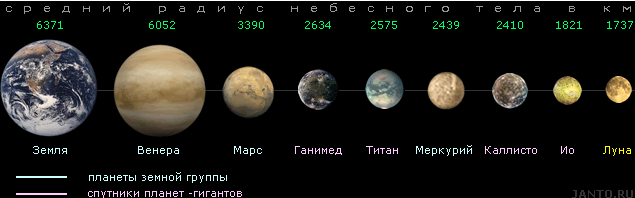 средний радиус небесного тела в км
6371 6052 3390 2634 2575 2439 2410 1821 1737
Земля Венера Марс Ганимед Титан Меркурий Каллисто Ио Луна
планеты земной группы
спутники планет -гигантов
JANTO.RU